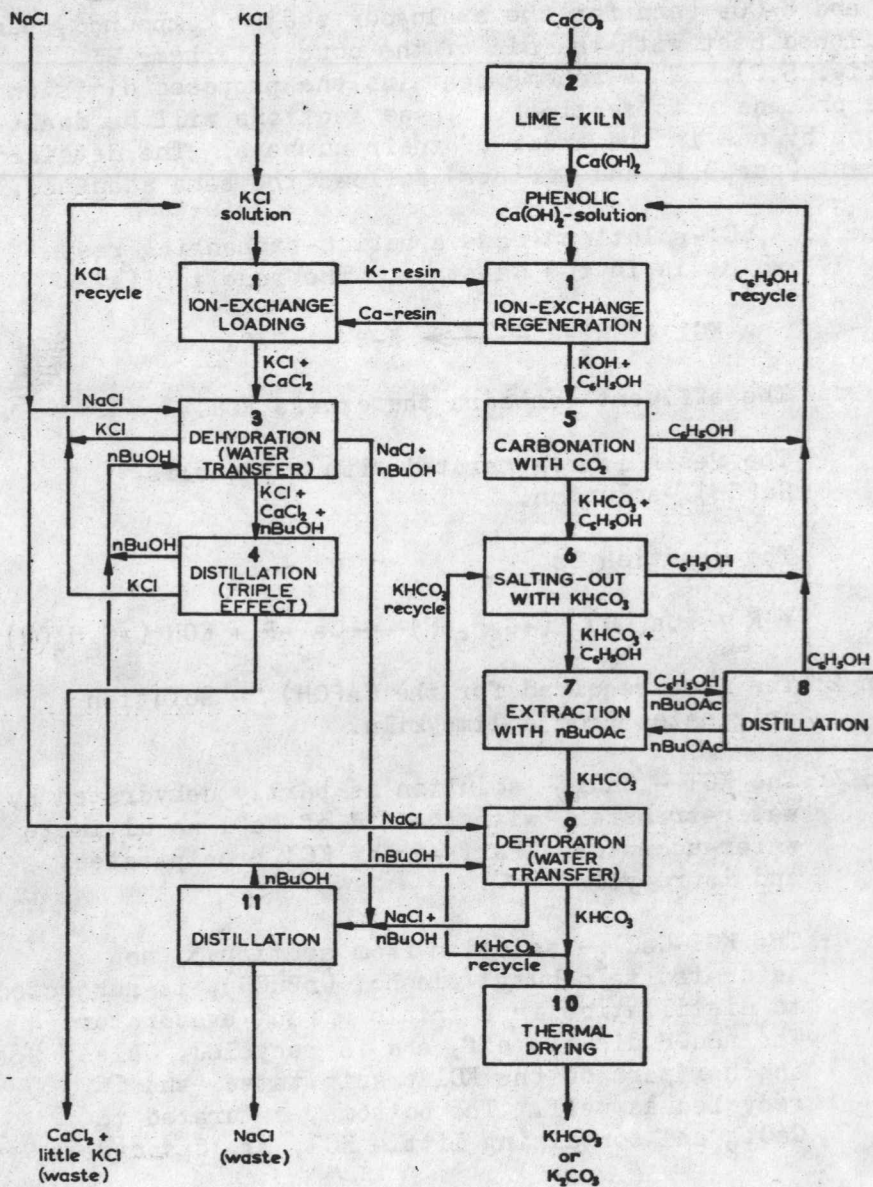 NaCl
KCl
CaCO₃
2
LIME-KILN
Ca(OH)₂
KCl
solution
PHENOLIC
Ca(OH)₂-solution
KCl
recycle
C₆H₅OH
recycle
1
ION-EXCHANGE
LOADING
K-resin
Ca-resin
1
ION-EXCHANGE
REGENERATION
KCl +
CaCl₂
KOH +
C₆H₅OH
NaCl
KCl
nBuOH
3
DEHYDRATION
(WATER
TRANSFER)
NaCl +
nBuOH
5
CARBONATION
WITH CO₂
C₆H₅OH
KCl +
CaCl₂ +
nBuOH
KHCO₃ +
C₆H₅OH
nBuOH
KCl
4
DISTILLATION
(TRIPLE
EFFECT)
KHCO₃
recycle
6
SALTING-OUT
WITH KHCO₃
C₆H₅OH
KHCO₃ +
C₆H₅OH
C₆H₅OH
7
EXTRACTION
WITH nBuOAc
C₆H₅OH
nBuOAc
nBuOAc
8
DISTILLATION
KHCO₃
NaCl
nBuOH
9
DEHYDRATION
(WATER
TRANSFER)
nBuOH
11
DISTILLATION
NaCl +
nBuOH
KHCO₃
KHCO₃
recycle
10
THERMAL
DRYING
CaCl₂ +
little KCl
(waste)
NaCl
(waste)
KHCO₃
or
K₂CO₃